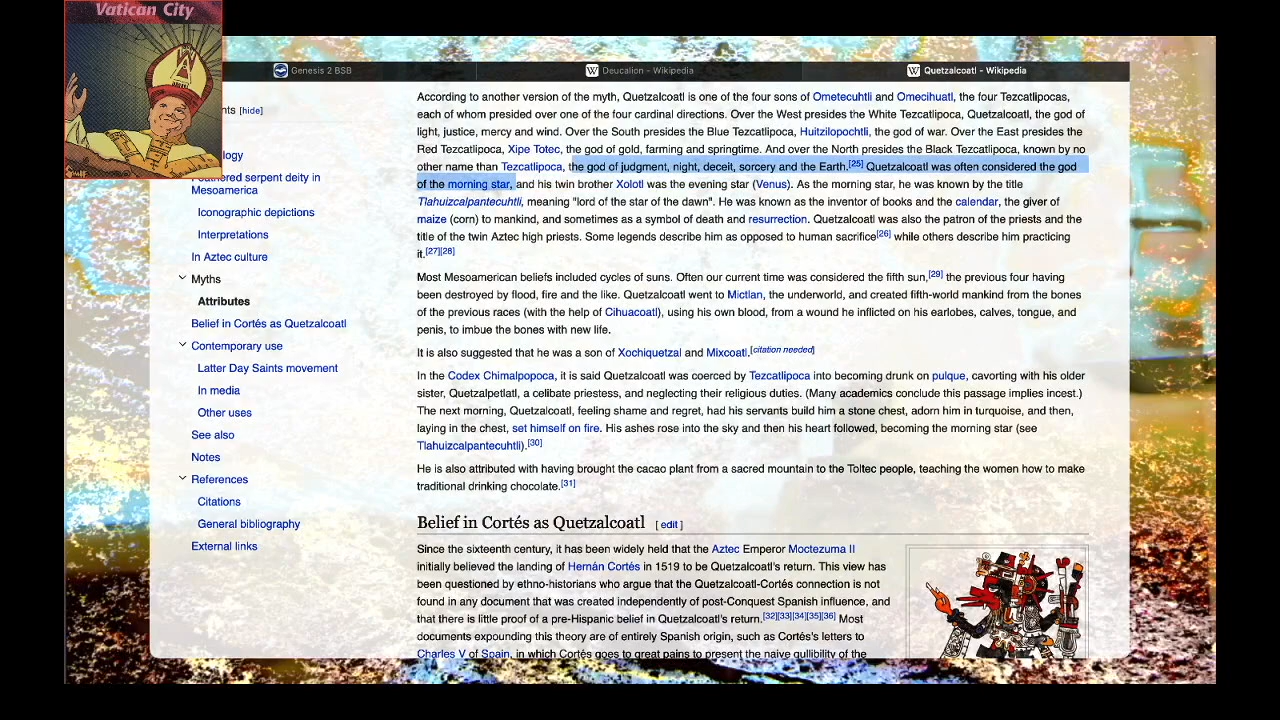 Vatican City
Genesis 2 BSB
Deucalion - Wikipedia
Quetzalcoatl - Wikipedia
nts [hide]
logy
Feathered serpent deity in
Mesoamerica
Iconographic depictions
Interpretations
In Aztec culture
Myths
Attributes
Belief in Cortés as Quetzalcoatl
Contemporary use
Latter Day Saints movement
In media
Other uses
See also
Notes
References
Citations
General bibliography
External links
According to another version of the myth, Quetzalcoatl is one of the four sons of Ometecuhtli and Omecihuatl, the four Tezcatlipocas,
each of whom presided over one of the four cardinal directions. Over the West presides the White Tezcatlipoca, Quetzalcoatl, the god of
light, justice, mercy and wind. Over the South presides the Blue Tezcatlipoca, Huitzilopochtli, the god of war. Over the East presides the
Red Tezcatlipoca, Xipe Totec, the god of gold, farming and springtime. And over the North presides the Black Tezcatlipoca, known by no
other name than Tezcatlipoca, the god of judgment, night, deceit, sorcery and the Earth.[25] Quetzalcoatl was often considered the god
of the morning star, and his twin brother Xolotl was the evening star (Venus). As the morning star, he was known by the title
Tlahuizcalpantecuhtli, meaning "lord of the star of the dawn". He was known as the inventor of books and the calendar, the giver of
maize (corn) to mankind, and sometimes as a symbol of death and resurrection. Quetzalcoatl was also the patron of the priests and the
title of the twin Aztec high priests. Some legends describe him as opposed to human sacrifice[26] while others describe him practicing
it.[27][28]
Most Mesoamerican beliefs included cycles of suns. Often our current time was considered the fifth sun,[29] the previous four having
been destroyed by flood, fire and the like. Quetzalcoatl went to Mictlan, the underworld, and created fifth-world mankind from the bones
of the previous races (with the help of Cihuacoatl), using his own blood, from a wound he inflicted on his earlobes, calves, tongue, and
penis, to imbue the bones with new life.
It is also suggested that he was a son of Xochiquetzal and Mixcoatl.[citation needed]
In the Codex Chimalpopoca, it is said Quetzalcoatl was coerced by Tezcatlipoca into becoming drunk on pulque, cavorting with his older
sister, Quetzalpetlatl, a celibate priestess, and neglecting their religious duties. (Many academics conclude this passage implies incest.)
The next morning, Quetzalcoatl, feeling shame and regret, had his servants build him a stone chest, adorn him in turquoise, and then,
laying in the chest, set himself on fire. His ashes rose into the sky and then his heart followed, becoming the morning star (see
Tlahuizcalpantecuhtli).[30]
He is also attributed with having brought the cacao plant from a sacred mountain to the Toltec people, teaching the women how to make
traditional drinking chocolate.[31]
Belief in Cortés as Quetzalcoatl [ edit ]
Since the sixteenth century, it has been widely held that the Aztec Emperor Moctezuma II
initially believed the landing of Hernán Cortés in 1519 to be Quetzalcoatl's return. This view has
been questioned by ethno-historians who argue that the Quetzalcoatl-Cortés connection is not
found in any document that was created independently of post-Conquest Spanish influence, and
that there is little proof of a pre-Hispanic belief in Quetzalcoatl's return.[32][33][34][35][36] Most
documents expounding this theory are of entirely Spanish origin, such as Cortés's letters to
Charles V of Spain, in which Cortés goes to great pains to present the naive gullibility of the